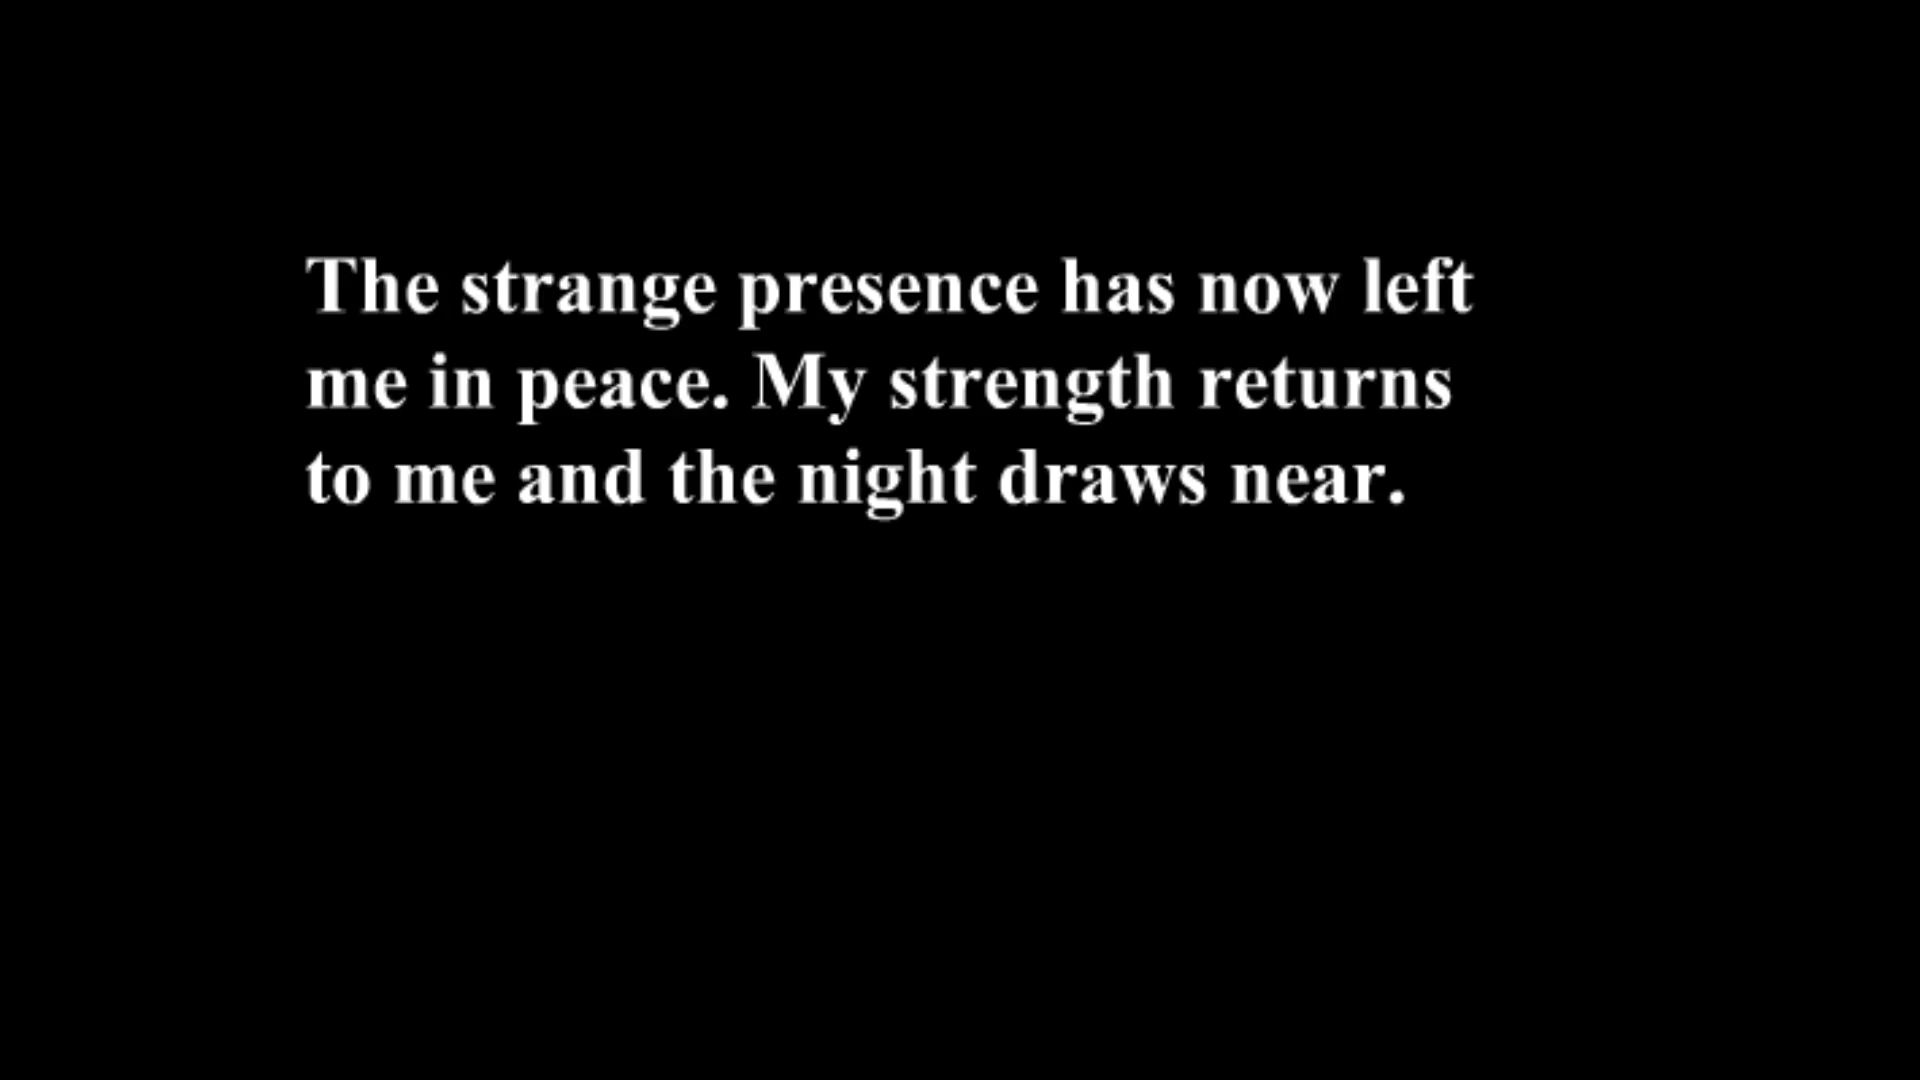 The strange presence has now left
me in peace. My strength returns
to me and the night draws near.